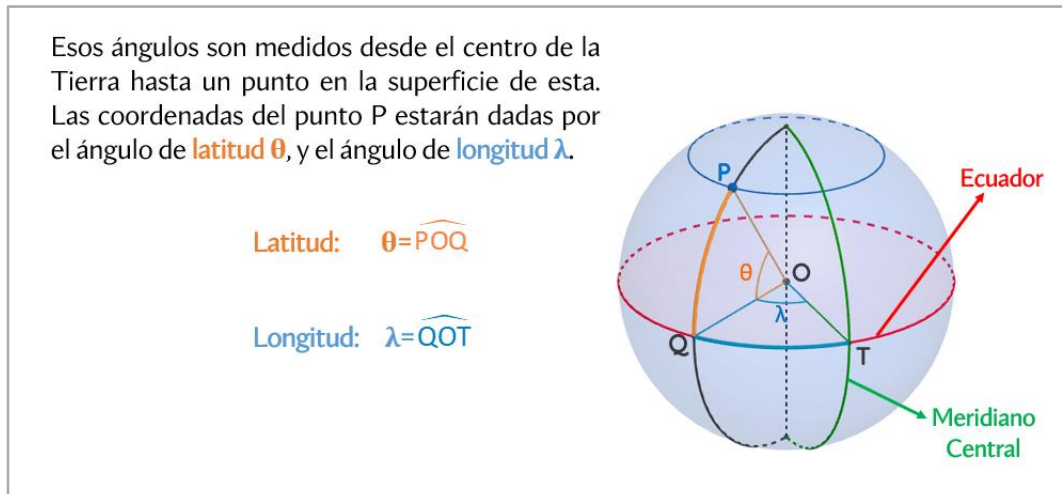 Esos ángulos son medidos desde el centro de la
Tierra hasta un punto en la superficie de esta.
Las coordenadas del punto P estarán dadas por
el ángulo de latitud θ, y el ángulo de longitud λ.
Latitud: θ=POQ
Longitud: λ=QOT
P
Ecuador
θ
O
λ
Q
T
Meridiano
Central